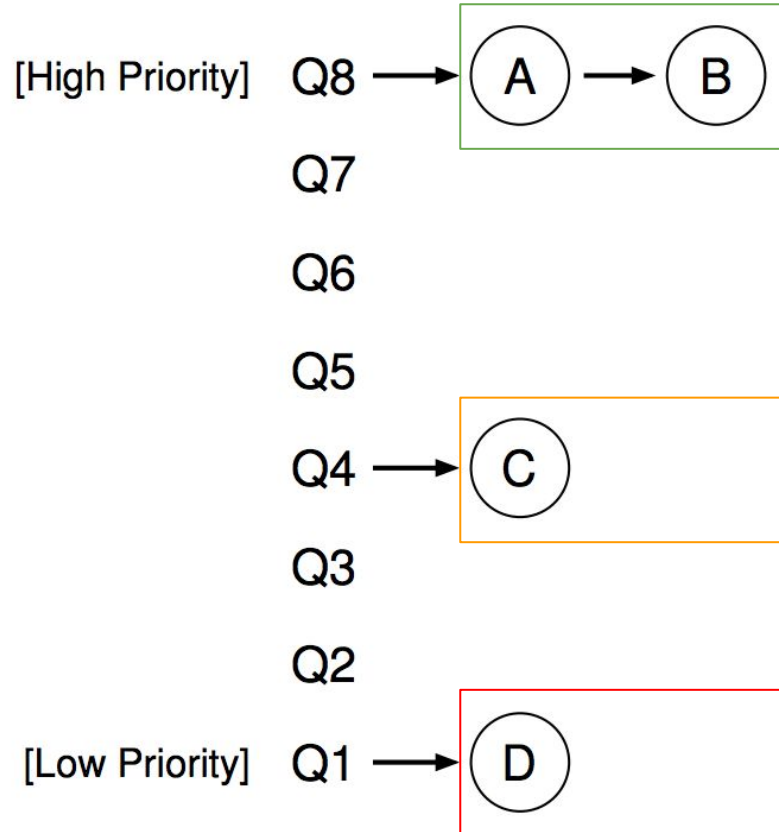 [High Priority] Q8 A B
Q7
Q6
Q5
Q4 C
Q3
Q2
[Low Priority] Q1 D